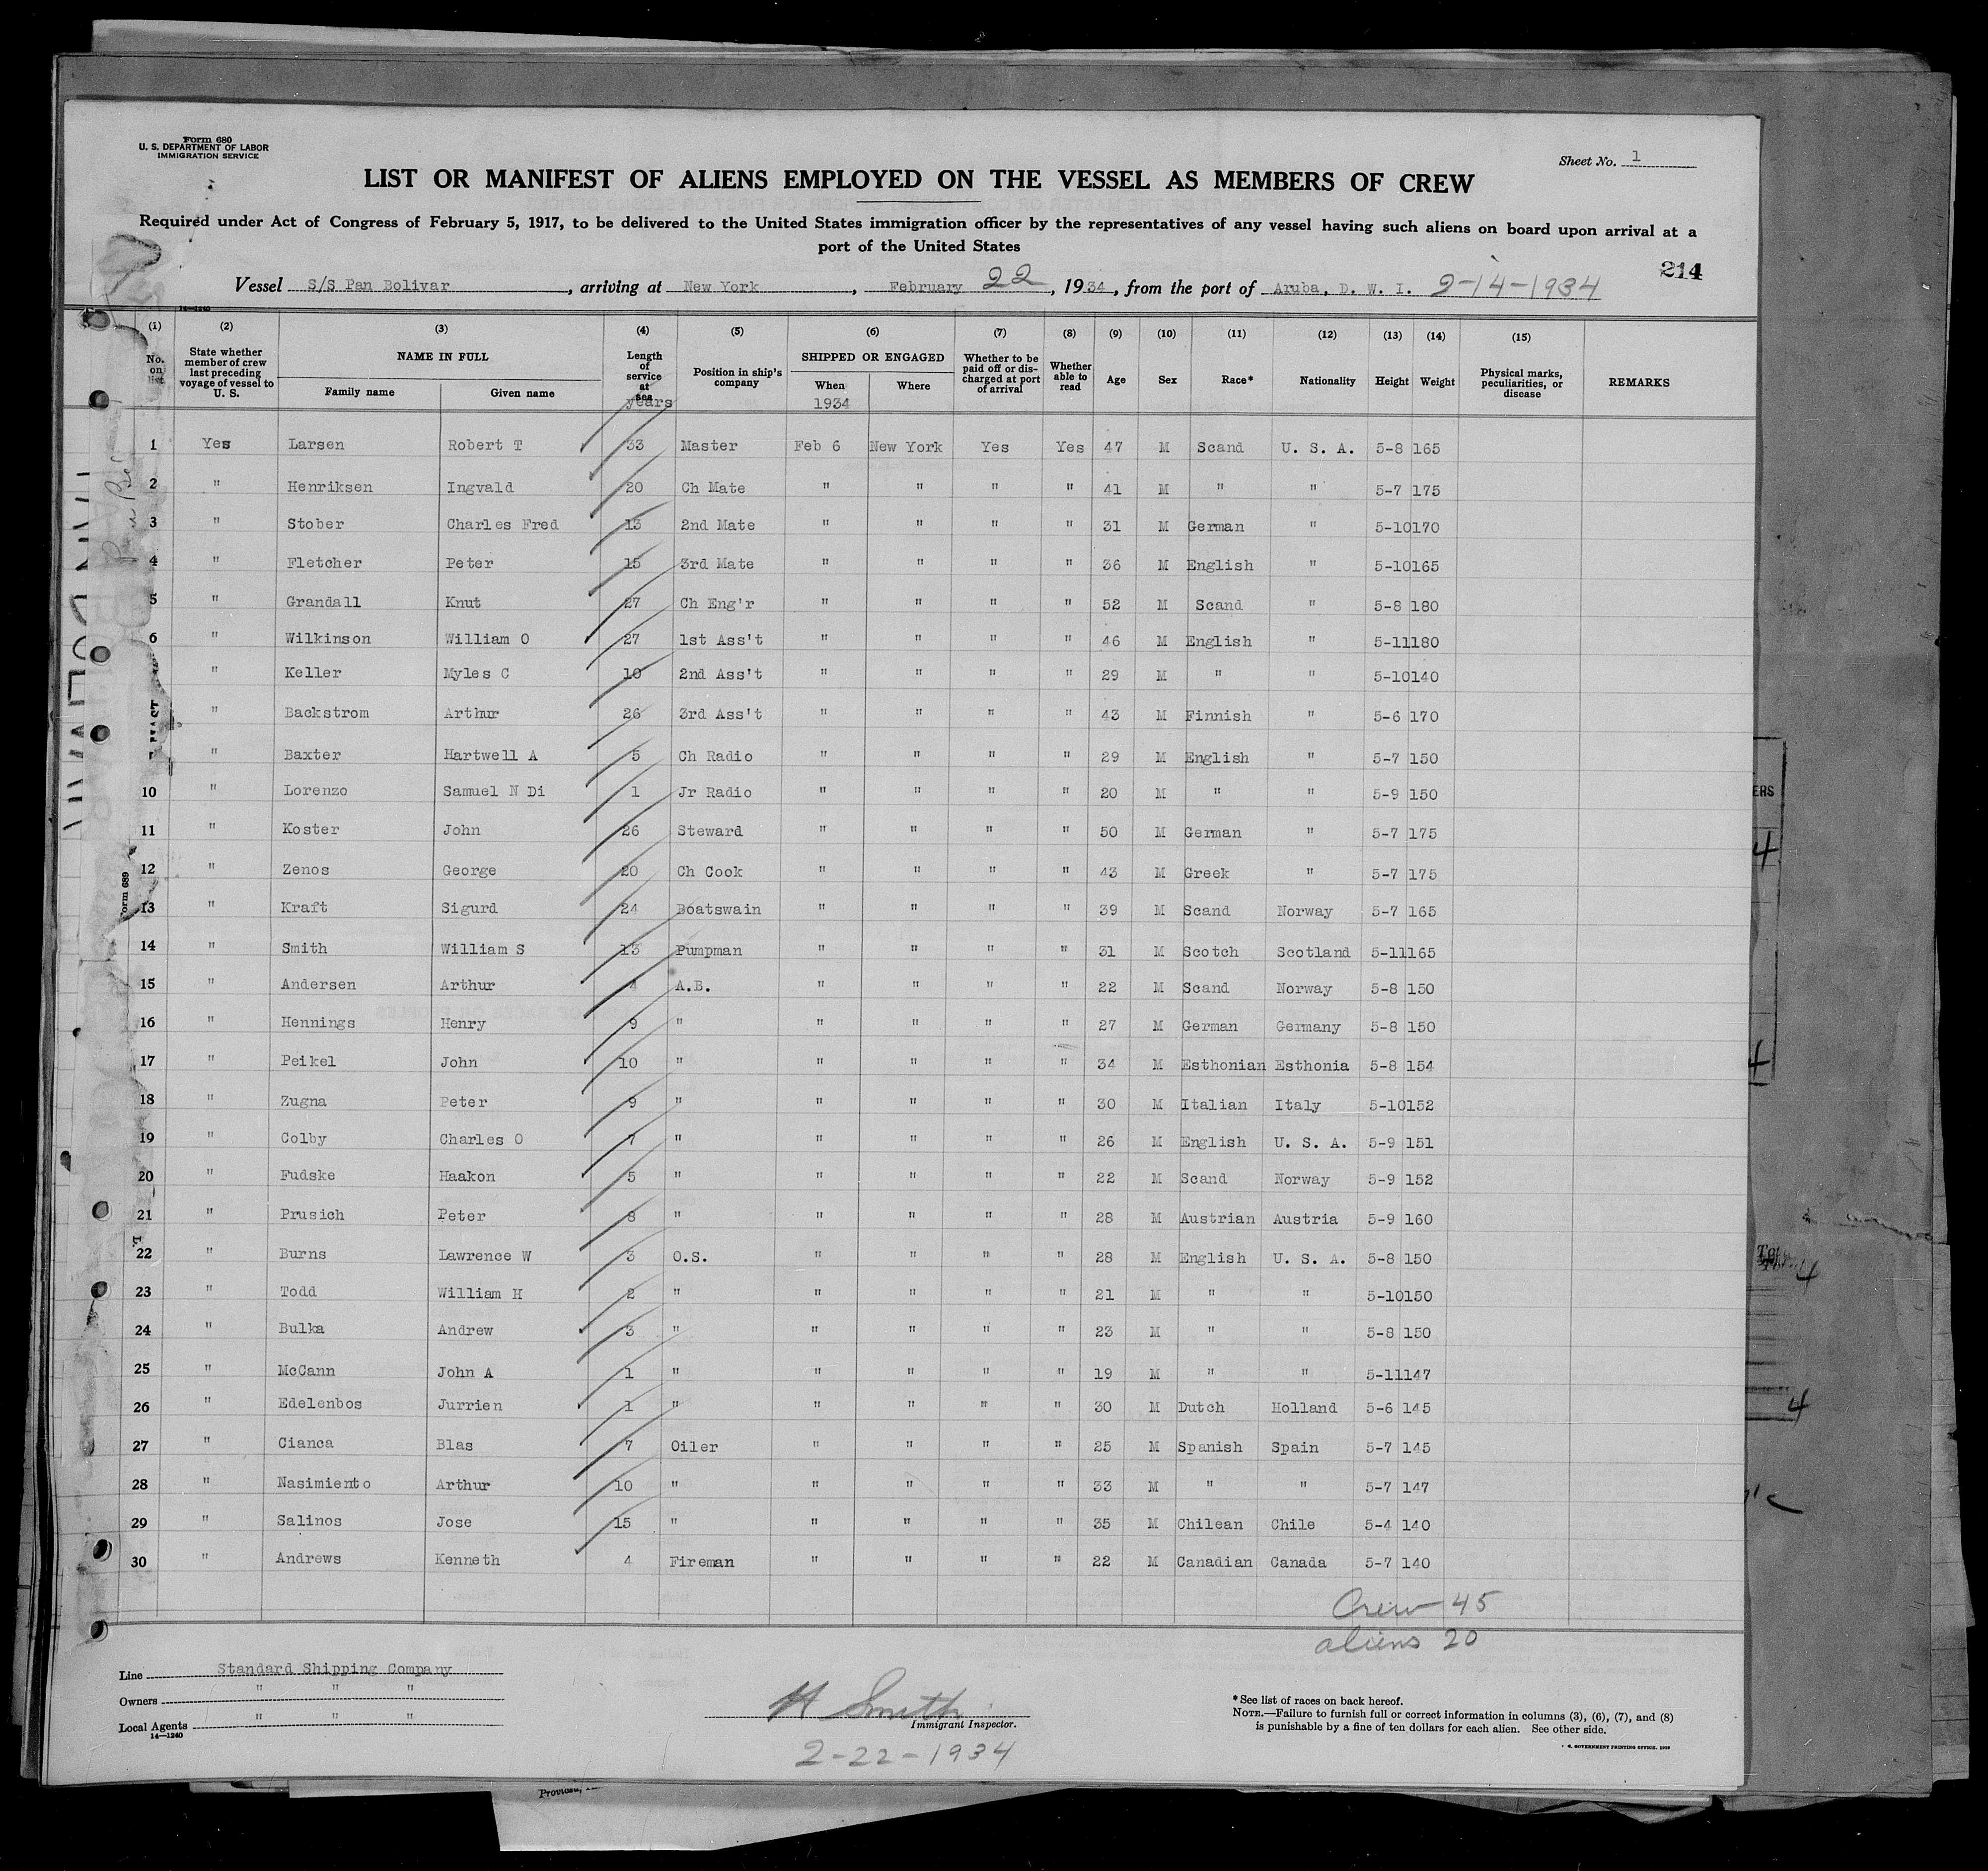 Form 680
U. S. DEPARTMENT OF LABOR
IMMIGRATION SERVICE
Sheet No. 1
LIST OR MANIFEST OF ALIENS EMPLOYED ON THE VESSEL AS MEMBERS OF CREW
Required under Act of Congress of February 5, 1917, to be delivered to the United States immigration officer by the representatives of any vessel having such aliens on board upon arrival at a
port of the United States
214
Vessel S/S Pan Bolivar, arriving at New York, February 22, 1934, from the port of Aruba, D. W. I. 2-14-1934
14-1240
(1) (2) (3) (4) (5) (6) (7) (8) (9) (10) (11) (12) (13) (14) (15)
No. on list State whether member of crew last preceding voyage of vessel to U. S. NAME IN FULL Family name Given name Length of service at sea years Position in ship's company SHIPPED OR ENGAGED When 1934 Where Whether to be paid off or discharged at port of arrival Whether able to read Age Sex Race* Nationality Height Weight Physical marks, peculiarities, or disease REMARKS
1 Yes Larsen Robert T 33 Master Feb 6 New York Yes Yes 47 M Scand U. S. A. 5-8 165
2 " Henriksen Ingvald 20 Ch Mate " " " " 41 M " " 5-7 175
3 " Stober Charles Fred 13 2nd Mate " " " " 31 M German " 5-10 170
4 " Fletcher Peter 15 3rd Mate " " " " 36 M English " 5-10 165
5 " Grandall Knut 27 Ch Eng'r " " " " 52 M Scand " 5-8 180
6 " Wilkinson William O 27 1st Ass't " " " " 46 M English " 5-11 180
" Keller Myles C 10 2nd Ass't " " " " 29 M " " 5-10 140
" Backstrom Arthur 26 3rd Ass't " " " " 43 M Finnish " 5-6 170
" Baxter Hartwell A 5 Ch Radio " " " " 29 M English " 5-7 150
10 " Lorenzo Samuel N Di 1 Jr Radio " " " " 20 M " " 5-9 150
11 " Koster John 26 Steward " " " " 50 M German " 5-7 175
12 " Zenos George 20 Ch Cook " " " " 43 M Greek " 5-7 175
13 " Kraft Sigurd 24 Boatswain " " " " 39 M Scand Norway 5-7 165
14 " Smith William S 13 Pumpman " " " " 31 M Scotch Scotland 5-11 165
15 " Andersen Arthur 4 A.B. " " " " 22 M Scand Norway 5-8 150
16 " Hennings Henry 9 " " " " " 27 M German Germany 5-8 150
17 " Peikel John 10 " " " " " 34 M Esthonian Esthonia 5-8 154
18 " Zugna Peter 9 " " " " " 30 M Italian Italy 5-10 152
19 " Colby Charles O 7 " " " " " 26 M English U. S. A. 5-9 151
20 " Fudske Haakon 5 " " " " " 22 M Scand Norway 5-9 152
21 " Prusich Peter 8 " " " " " 28 M Austrian Austria 5-9 160
22 " Burns Lawrence W 3 O.S. " " " " 28 M English U. S. A. 5-8 150
23 " Todd William H 2 " " " " " 21 M " " 5-10 150
24 " Bulka Andrew 3 " " " " " 23 M " " 5-8 150
25 " McCann John A 1 " " " " " 19 M " " 5-11 147
26 " Edelenbos Jurrien 1 " " " " " 30 M Dutch Holland 5-6 145
27 " Cianca Blas 7 Oiler " " " " 25 M Spanish Spain 5-7 145
28 " Nasimiento Arthur 10 " " " " " 33 M " " 5-7 147
29 " Salinos Jose 15 " " " " " 35 M Chilean Chile 5-4 140
30 " Andrews Kenneth 4 Fireman " " " " 22 M Canadian Canada 5-7 140
Crew 45
aliens 20
Line Standard Shipping Company
Owners " " "
Local Agents " " "
14-1240
H Smith
Immigrant Inspector.
2-22-1934
*See list of races on back hereof.
NOTE.—Failure to furnish full or correct information in columns (3), (6), (7), and (8)
is punishable by a fine of ten dollars for each alien. See other side.
Form 689